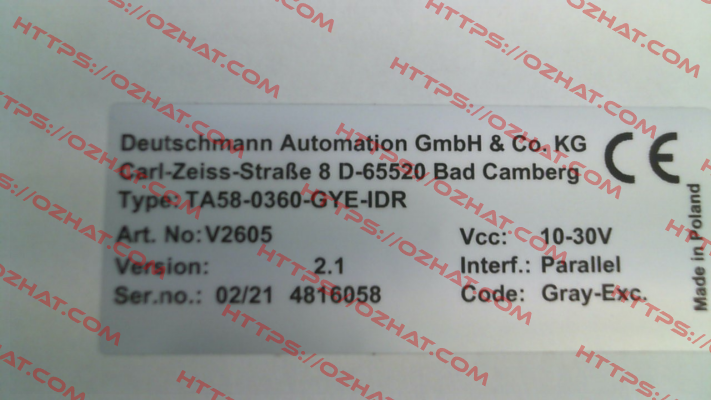 Deutschmann Automation GmbH & Co. KG
Carl-Zeiss-Straße 8 D-65520 Bad Camberg
Type: TA58-0360-GYE-IDR
Art. No: V2605
Vcc: 10-30V
Version: 2.1
Interf.: Parallel
Ser.no.: 02/21 4816058
Code: Gray-Exc.
CE
Made in Poland
HTTPS://OZHAT.COM